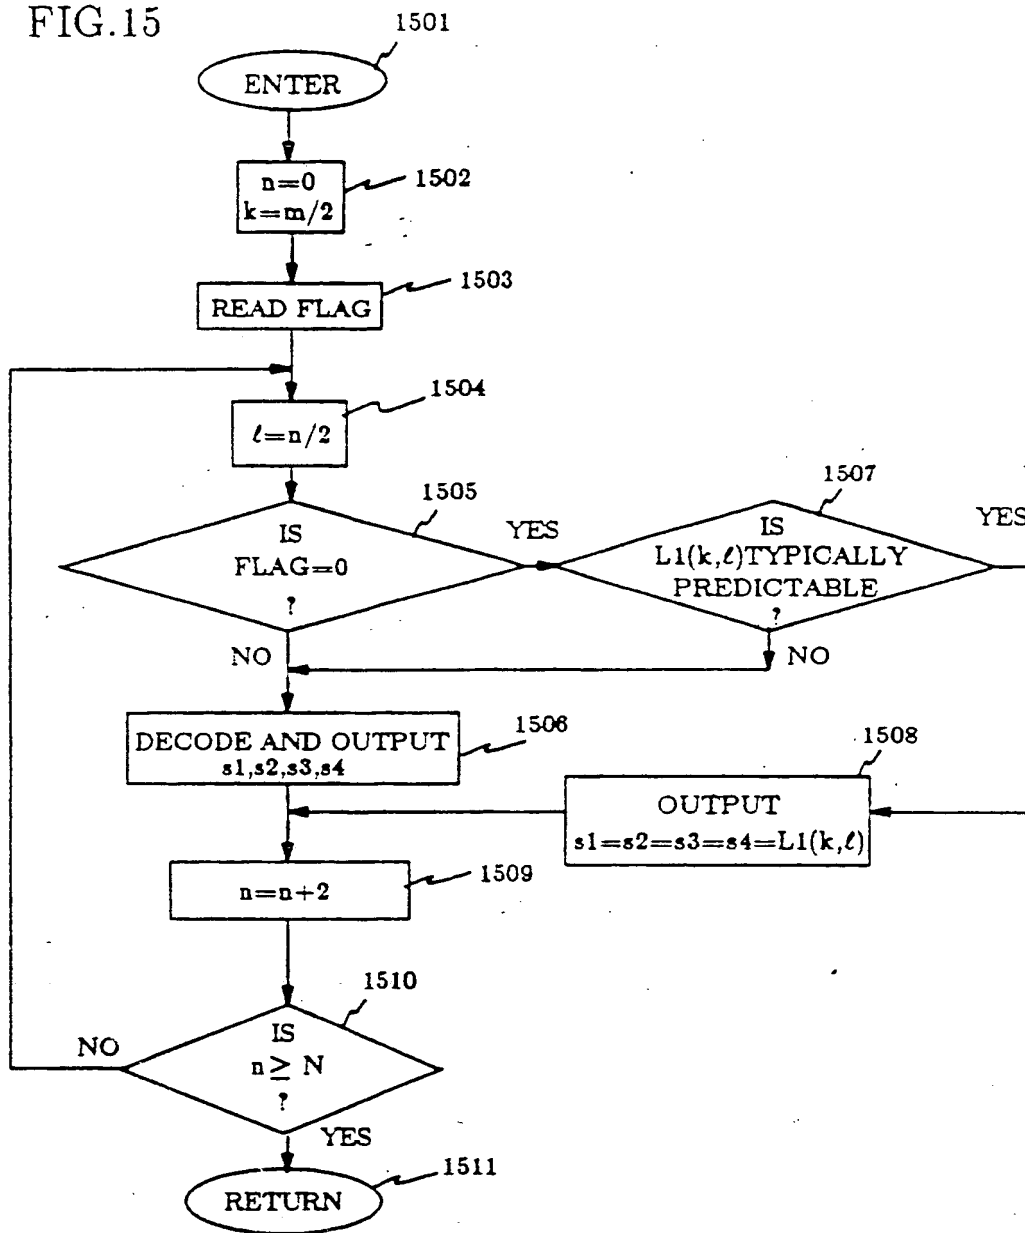 FIG.15
1501
ENTER
n=0
k=m/2
1502
READ FLAG
1503
1504
ℓ=n/2
1505
IS
FLAG=0
?
YES
NO
1507
IS
L1(k,ℓ)TYPICALLY
PREDICTABLE
?
YES
NO
DECODE AND OUTPUT
s1,s2,s3,s4
1506
1508
OUTPUT
s1=s2=s3=s4=L1(k,ℓ)
n=n+2
1509
1510
IS
n≥N
?
NO
YES
RETURN
1511